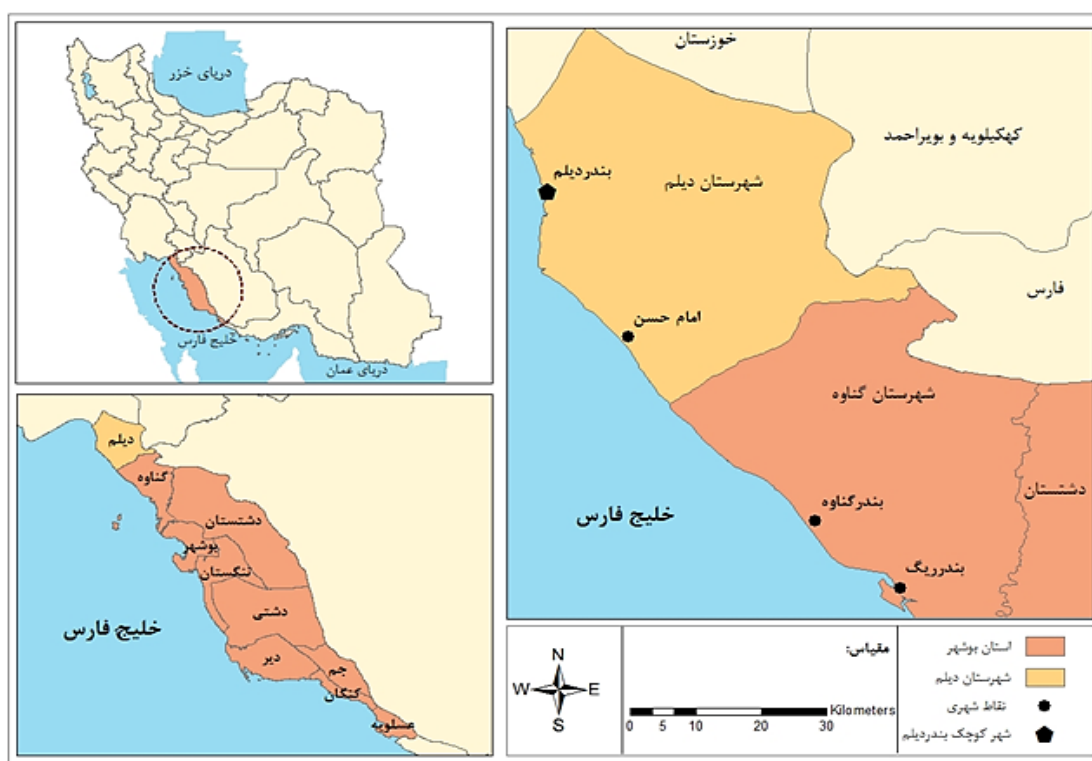 دریای خزر
خلیج فارس
دریای عمان
دیلم
گناوه
دشتستان
بوشهر
تنگستان
دشتی
خلیج فارس
دیر
جم
کنگان
عسلویه
خوزستان
کهکیلویه و بویراحمد
بندردیلم
شهرستان دیلم
فارس
امام حسن
شهرستان گناوه
دشتستان
بندرگناوه
خلیج فارس
بندرریگ
N
W E
S
مقیاس:
Kilometers
0 5 10 20 30
استان بوشهر
شهرستان دیلم
نقاط شهری
شهر کوچک بندردیلم